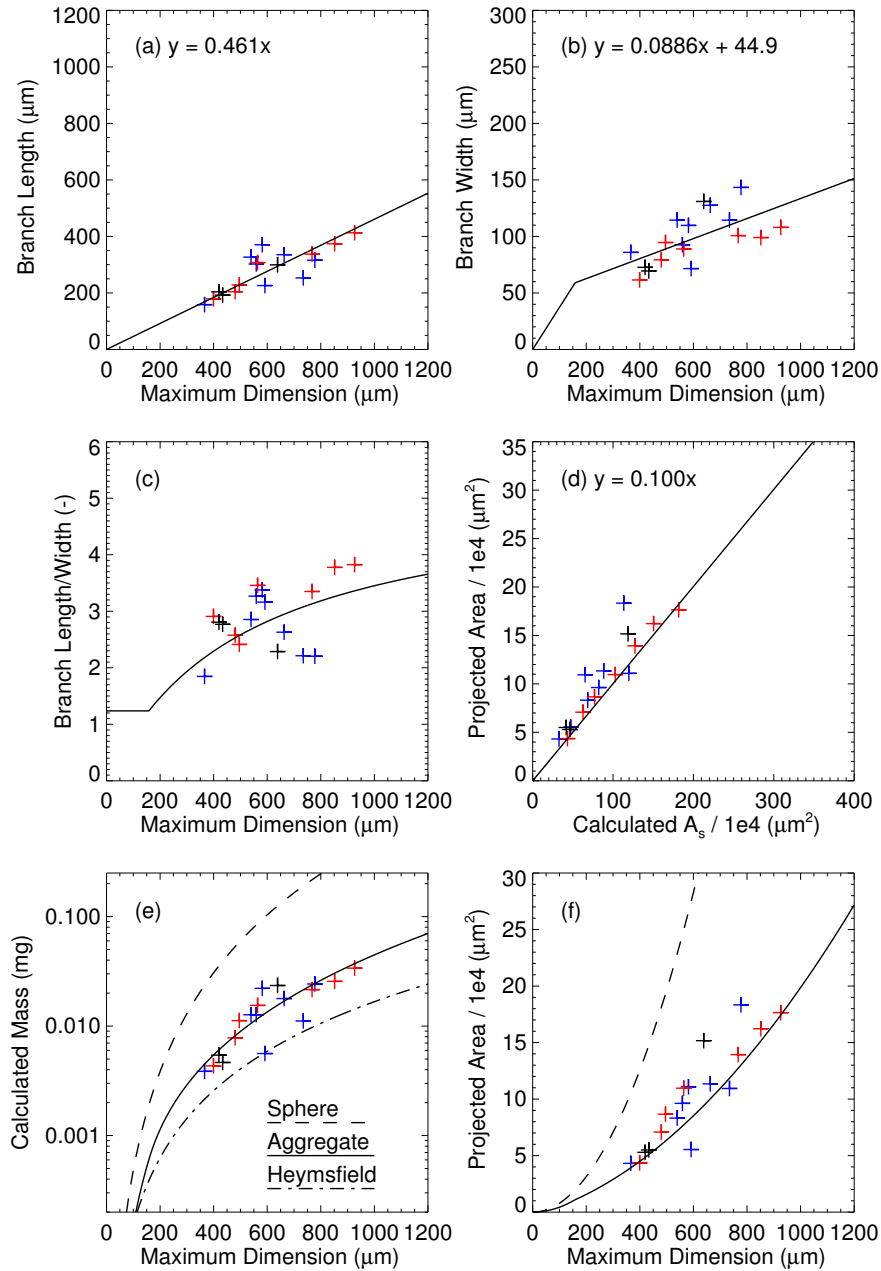 (a) y = 0.461x
Branch Length (μm)
1200
1000
800
600
400
200
0
0 200 400 600 800 1000 1200
Maximum Dimension (μm)
(b) y = 0.0886x + 44.9
Branch Width (μm)
300
250
200
150
100
50
0
0 200 400 600 800 1000 1200
Maximum Dimension (μm)
(c)
Branch Length/Width (-)
6
5
4
3
2
1
0
0 200 400 600 800 1000 1200
Maximum Dimension (μm)
(d) y = 0.100x
Projected Area / 1e4 (μm²)
35
30
25
20
15
10
5
0
0 100 200 300 400
Calculated Aₛ / 1e4 (μm²)
(e)
Calculated Mass (mg)
0.100
0.010
0.001
Sphere
Aggregate
Heymsfield
0 200 400 600 800 1000 1200
Maximum Dimension (μm)
(f)
Projected Area / 1e4 (μm²)
30
25
20
15
10
5
0
0 200 400 600 800 1000 1200
Maximum Dimension (μm)